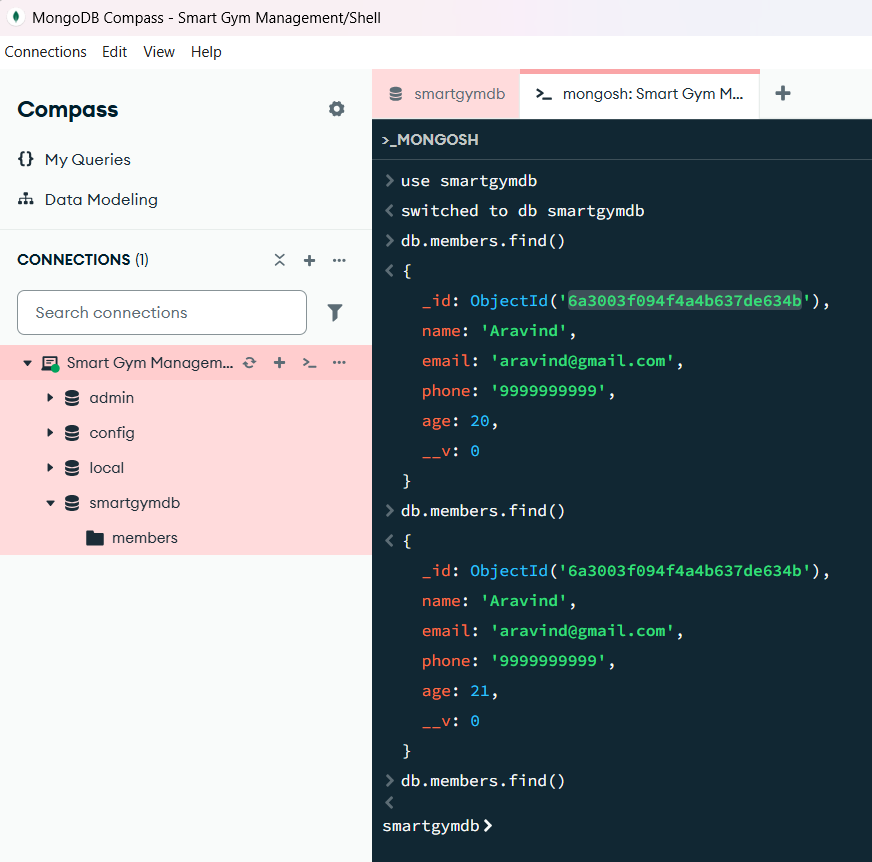 MongoDB Compass - Smart Gym Management/Shell
Connections Edit View Help
Compass
{} My Queries
Data Modeling
CONNECTIONS (1)
Search connections
Smart Gym Managem...
admin
config
local
smartgymdb
members
smartgymdb
>_ mongosh: Smart Gym M...
>_MONGOSH
> use smartgymdb
< switched to db smartgymdb
> db.members.find()
< {
_id: ObjectId('6a3003f094f4a4b637de634b'),
name: 'Aravind',
email: 'aravind@gmail.com',
phone: '9999999999',
age: 20,
__v: 0
}
> db.members.find()
< {
_id: ObjectId('6a3003f094f4a4b637de634b'),
name: 'Aravind',
email: 'aravind@gmail.com',
phone: '9999999999',
age: 21,
__v: 0
}
> db.members.find()
<
smartgymdb>